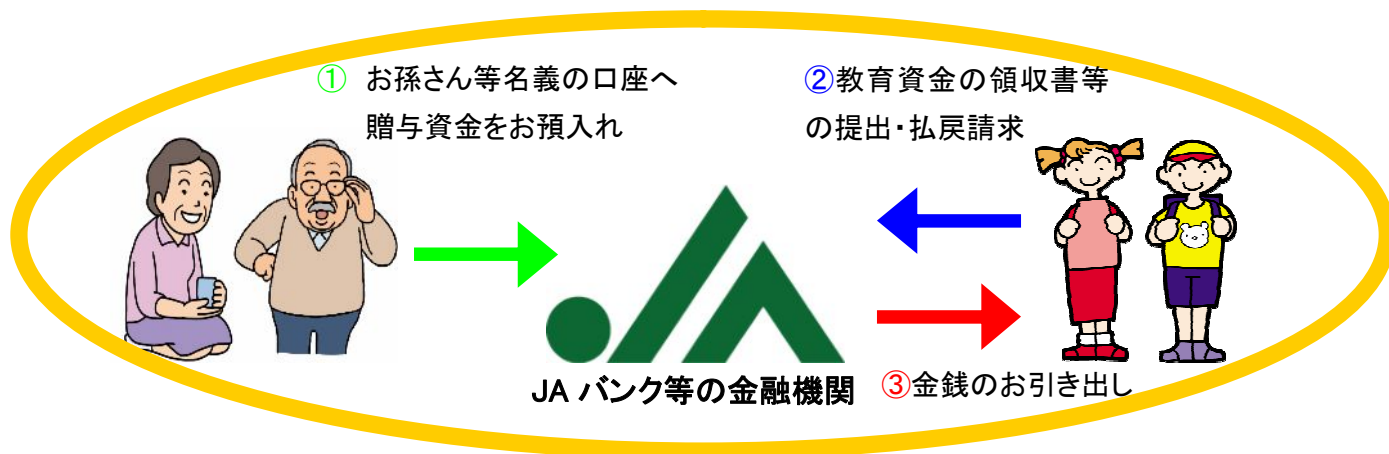 ① お孫さん等名義の口座へ
贈与資金をお預入れ
②教育資金の領収書等
の提出・払戻請求
JA バンク等の金融機関
③金銭のお引き出し